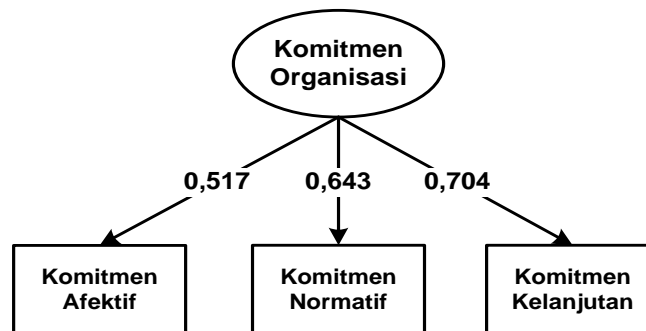 Komitmen
Organisasi
0,517
0,643
0,704
Komitmen
Afektif
Komitmen
Normatif
Komitmen
Kelanjutan